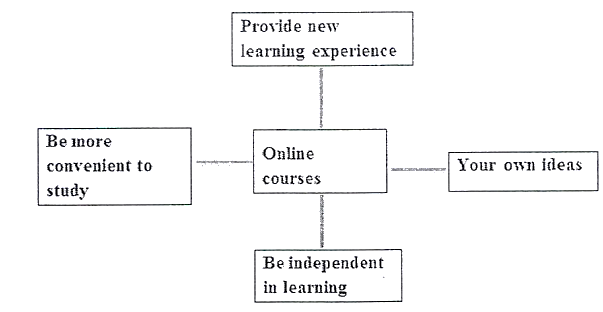 Provide new
learning experience
Be more
convenient to
study
Online
courses
Your own ideas
Be independent
in learning